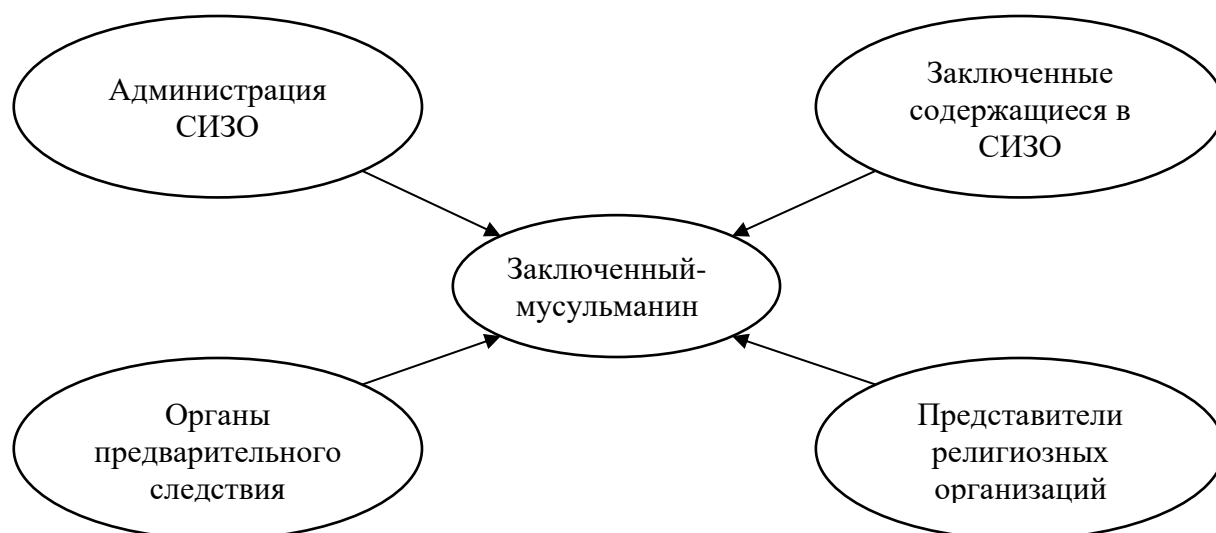 Администрация
СИЗО
Заключенные
содержащиеся в
СИЗО
Заключенный-
мусульманин
Органы
предварительного
следствия
Представители
религиозных
организаций